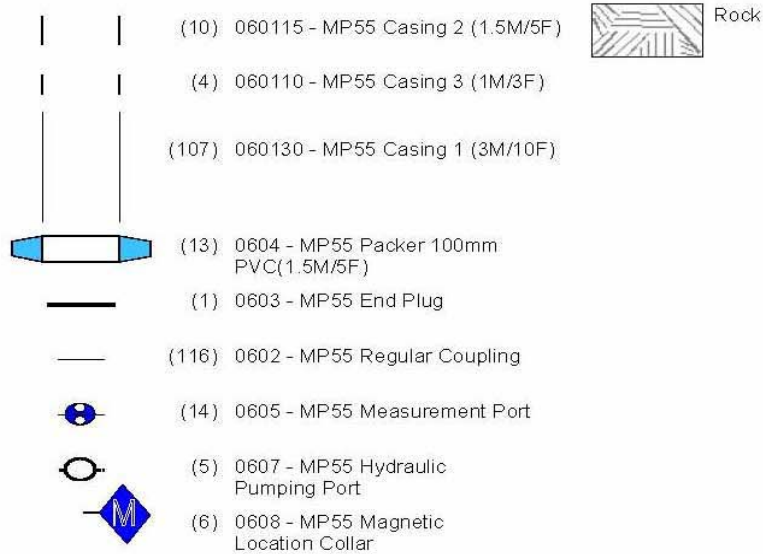 (10) 060115 - MP55 Casing 2 (1.5M/5F)
Rock
(4) 060110 - MP55 Casing 3 (1M/3F)
(107) 060130 - MP55 Casing 1 (3M/10F)
(13) 0604 - MP55 Packer 100mm
PVC(1.5M/5F)
(1) 0603 - MP55 End Plug
(116) 0602 - MP55 Regular Coupling
(14) 0605 - MP55 Measurement Port
(5) 0607 - MP55 Hydraulic
Pumping Port
M
(6) 0608 - MP55 Magnetic
Location Collar